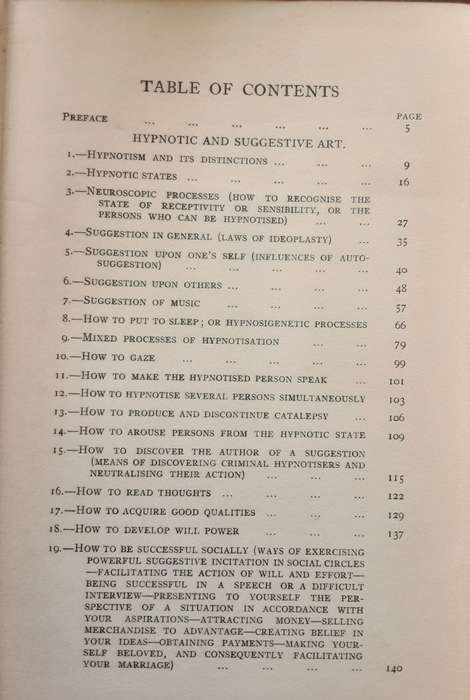 TABLE OF CONTENTS
PAGE
PREFACE ... ... ... ... ... ... 5
HYPNOTIC AND SUGGESTIVE ART.
1.—HYPNOTISM AND ITS DISTINCTIONS ... ... ... 9
2.—HYPNOTIC STATES ... ... ... ... ... 16
3.—NEUROSCOPIC PROCESSES (HOW TO RECOGNISE THE
STATE OF RECEPTIVITY OR SENSIBILITY, OR THE
PERSONS WHO CAN BE HYPNOTISED) ... ... 27
4.—SUGGESTION IN GENERAL (LAWS OF IDEOPLASTY) ... 35
5.—SUGGESTION UPON ONE'S SELF (INFLUENCES OF AUTO-
SUGGESTION) ... ... ... ... ... 40
6.—SUGGESTION UPON OTHERS ... ... ... ... 48
7.—SUGGESTION OF MUSIC ... ... ... ... 57
8.—HOW TO PUT TO SLEEP; OR HYPNOSIGENETIC PROCESSES 66
9.—MIXED PROCESSES OF HYPNOTISATION ... ... 79
10.—HOW TO GAZE ... ... ... ... ... 99
11.—HOW TO MAKE THE HYPNOTISED PERSON SPEAK ... 101
12.—HOW TO HYPNOTISE SEVERAL PERSONS SIMULTANEOUSLY 103
13.—HOW TO PRODUCE AND DISCONTINUE CATALEPSY ... 106
14.—HOW TO AROUSE PERSONS FROM THE HYPNOTIC STATE 109
15.—HOW TO DISCOVER THE AUTHOR OF A SUGGESTION
(MEANS OF DISCOVERING CRIMINAL HYPNOTISERS AND
NEUTRALISING THEIR ACTION) ... ... ... 115
16.—HOW TO READ THOUGHTS ... ... ... ... 122
17.—HOW TO ACQUIRE GOOD QUALITIES ... ... ... 129
18.—HOW TO DEVELOP WILL POWER ... ... ... 137
19.—HOW TO BE SUCCESSFUL SOCIALLY (WAYS OF EXERCISING
POWERFUL SUGGESTIVE INCITATION IN SOCIAL CIRCLES
—FACILITATING THE ACTION OF WILL AND EFFORT—
BEING SUCCESSFUL IN A SPEECH OR A DIFFICULT
INTERVIEW—PRESENTING TO YOURSELF THE PER-
SPECTIVE OF A SITUATION IN ACCORDANCE WITH
YOUR ASPIRATIONS—ATTRACTING MONEY—SELLING
MERCHANDISE TO ADVANTAGE—CREATING BELIEF IN
YOUR IDEAS—OBTAINING PAYMENTS—MAKING YOUR-
SELF BELOVED, AND CONSEQUENTLY FACILITATING
YOUR MARRIAGE) ... ... ... ... 140